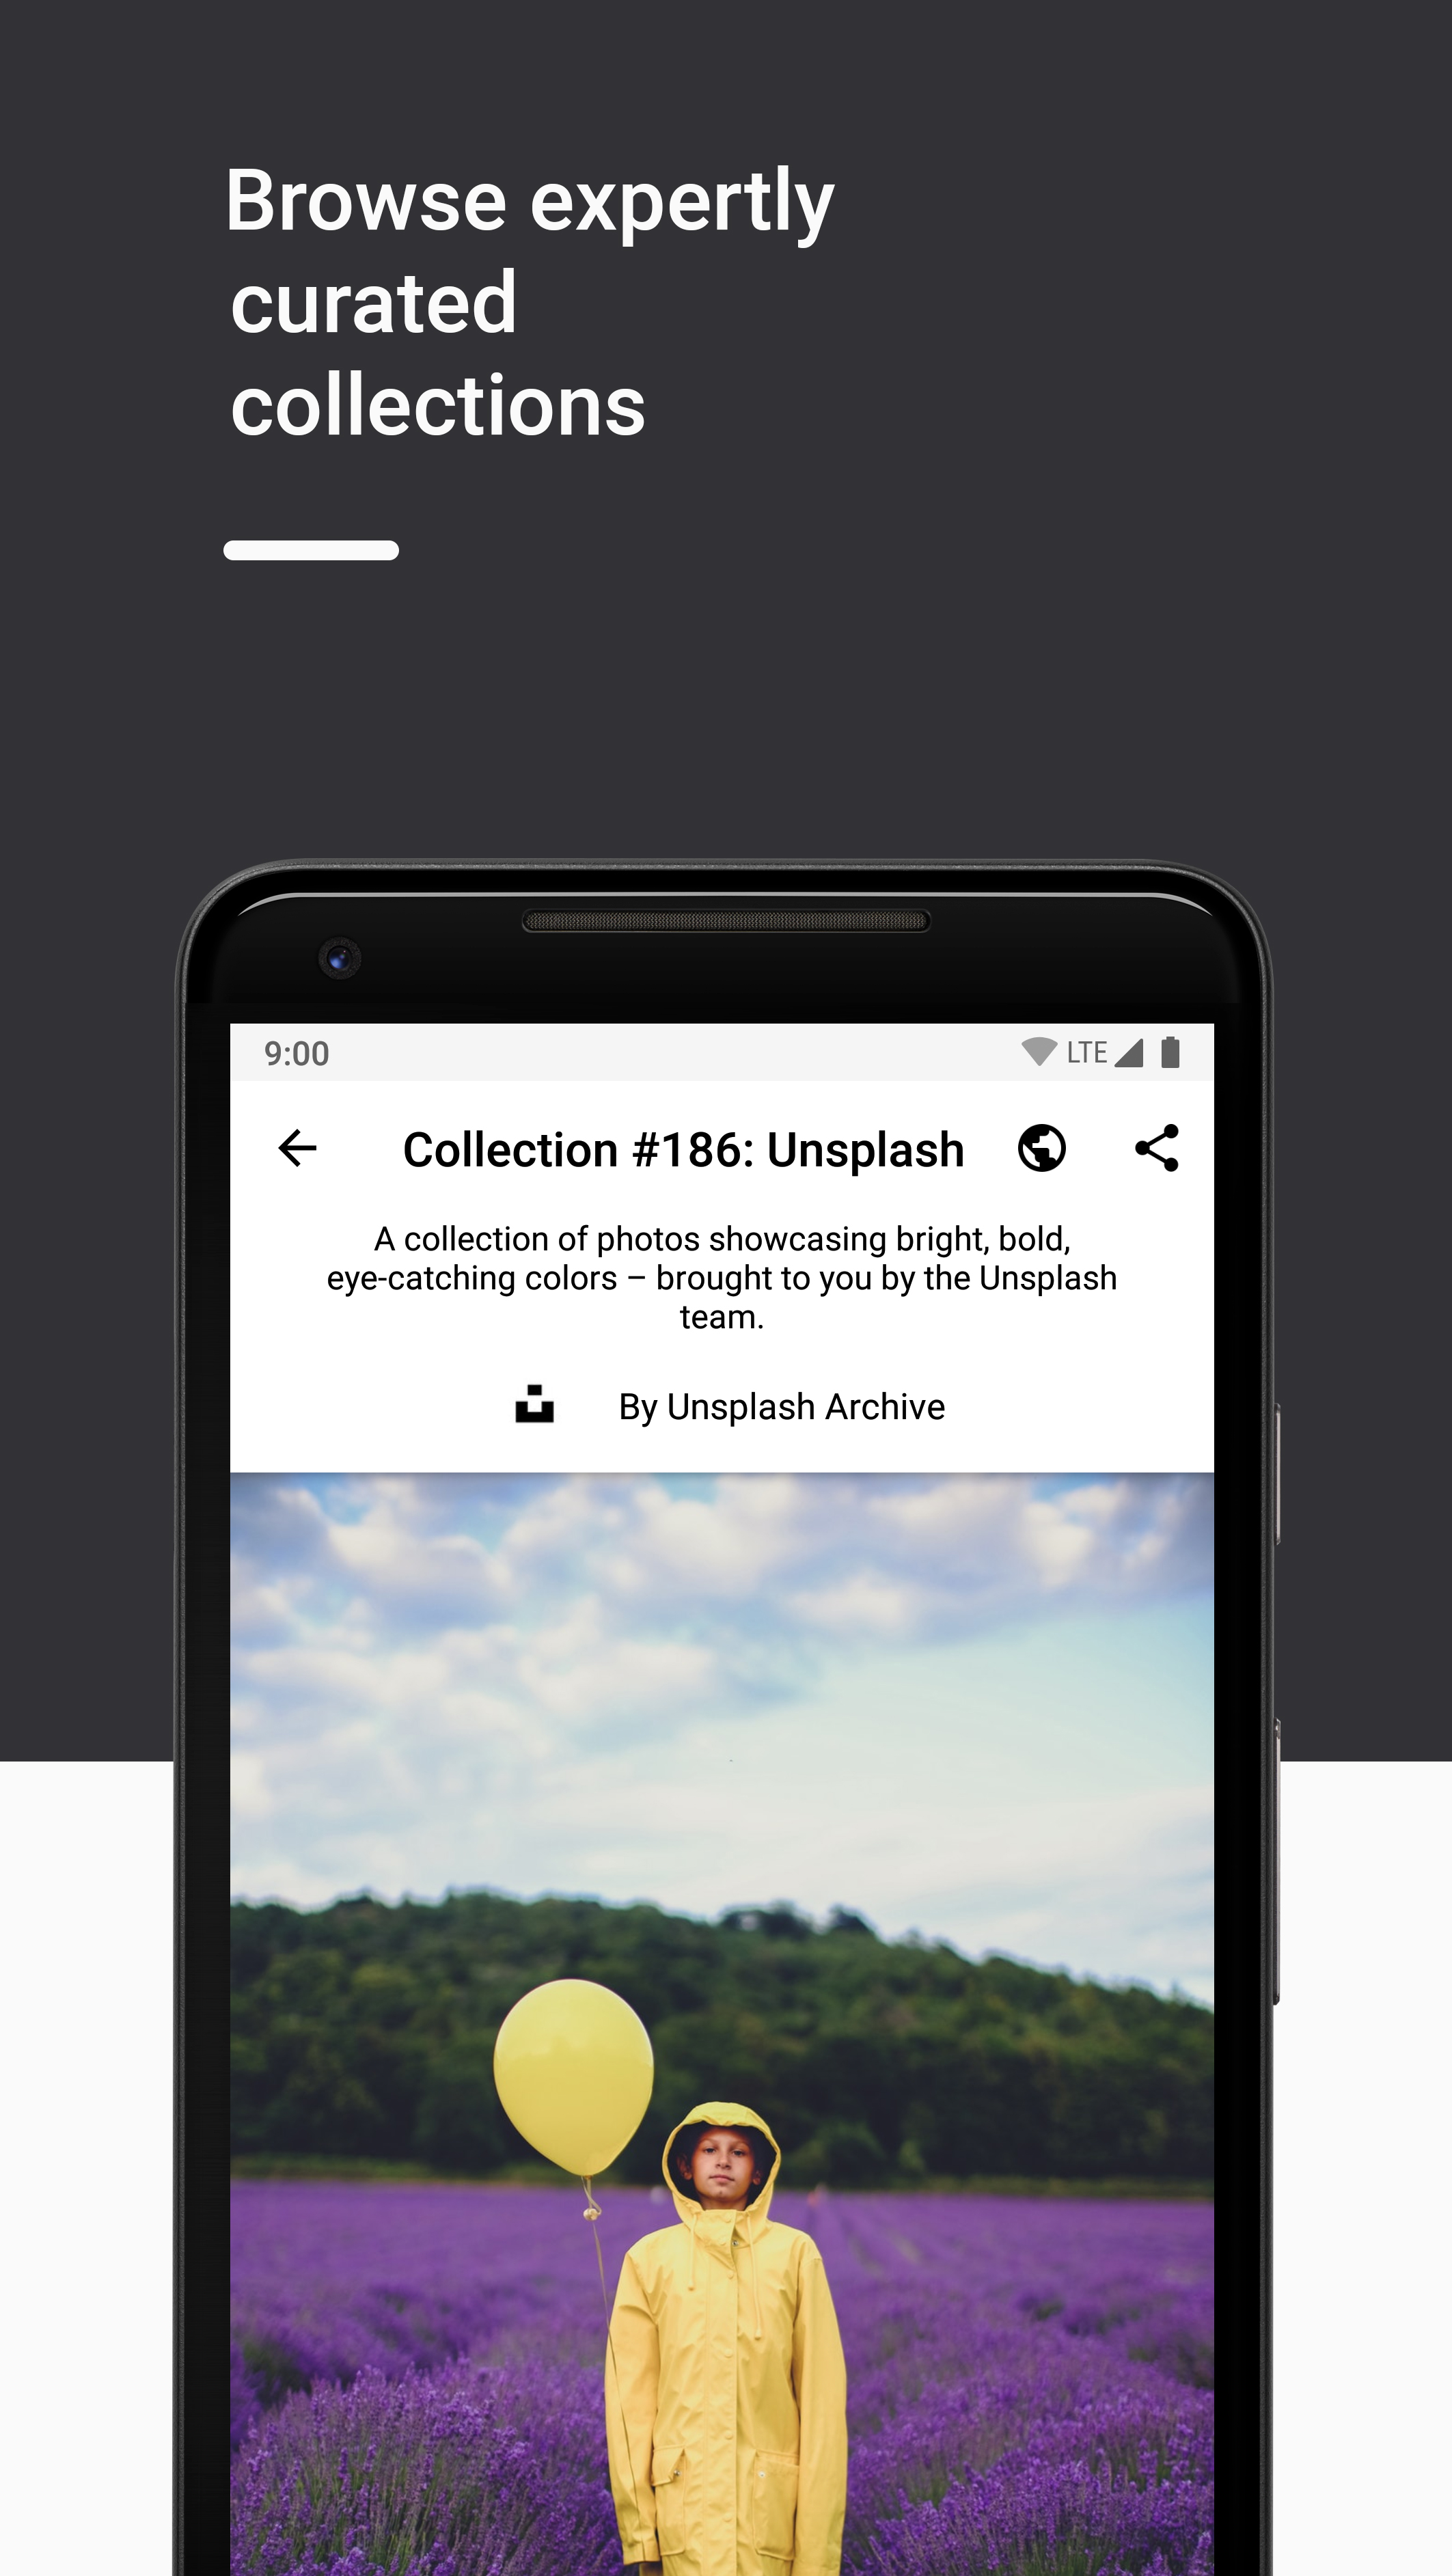 Browse expertly
curated
collections
9:00 LTE
Collection #186: Unsplash
A collection of photos showcasing bright, bold,
eye-catching colors – brought to you by the Unsplash
team.
By Unsplash Archive